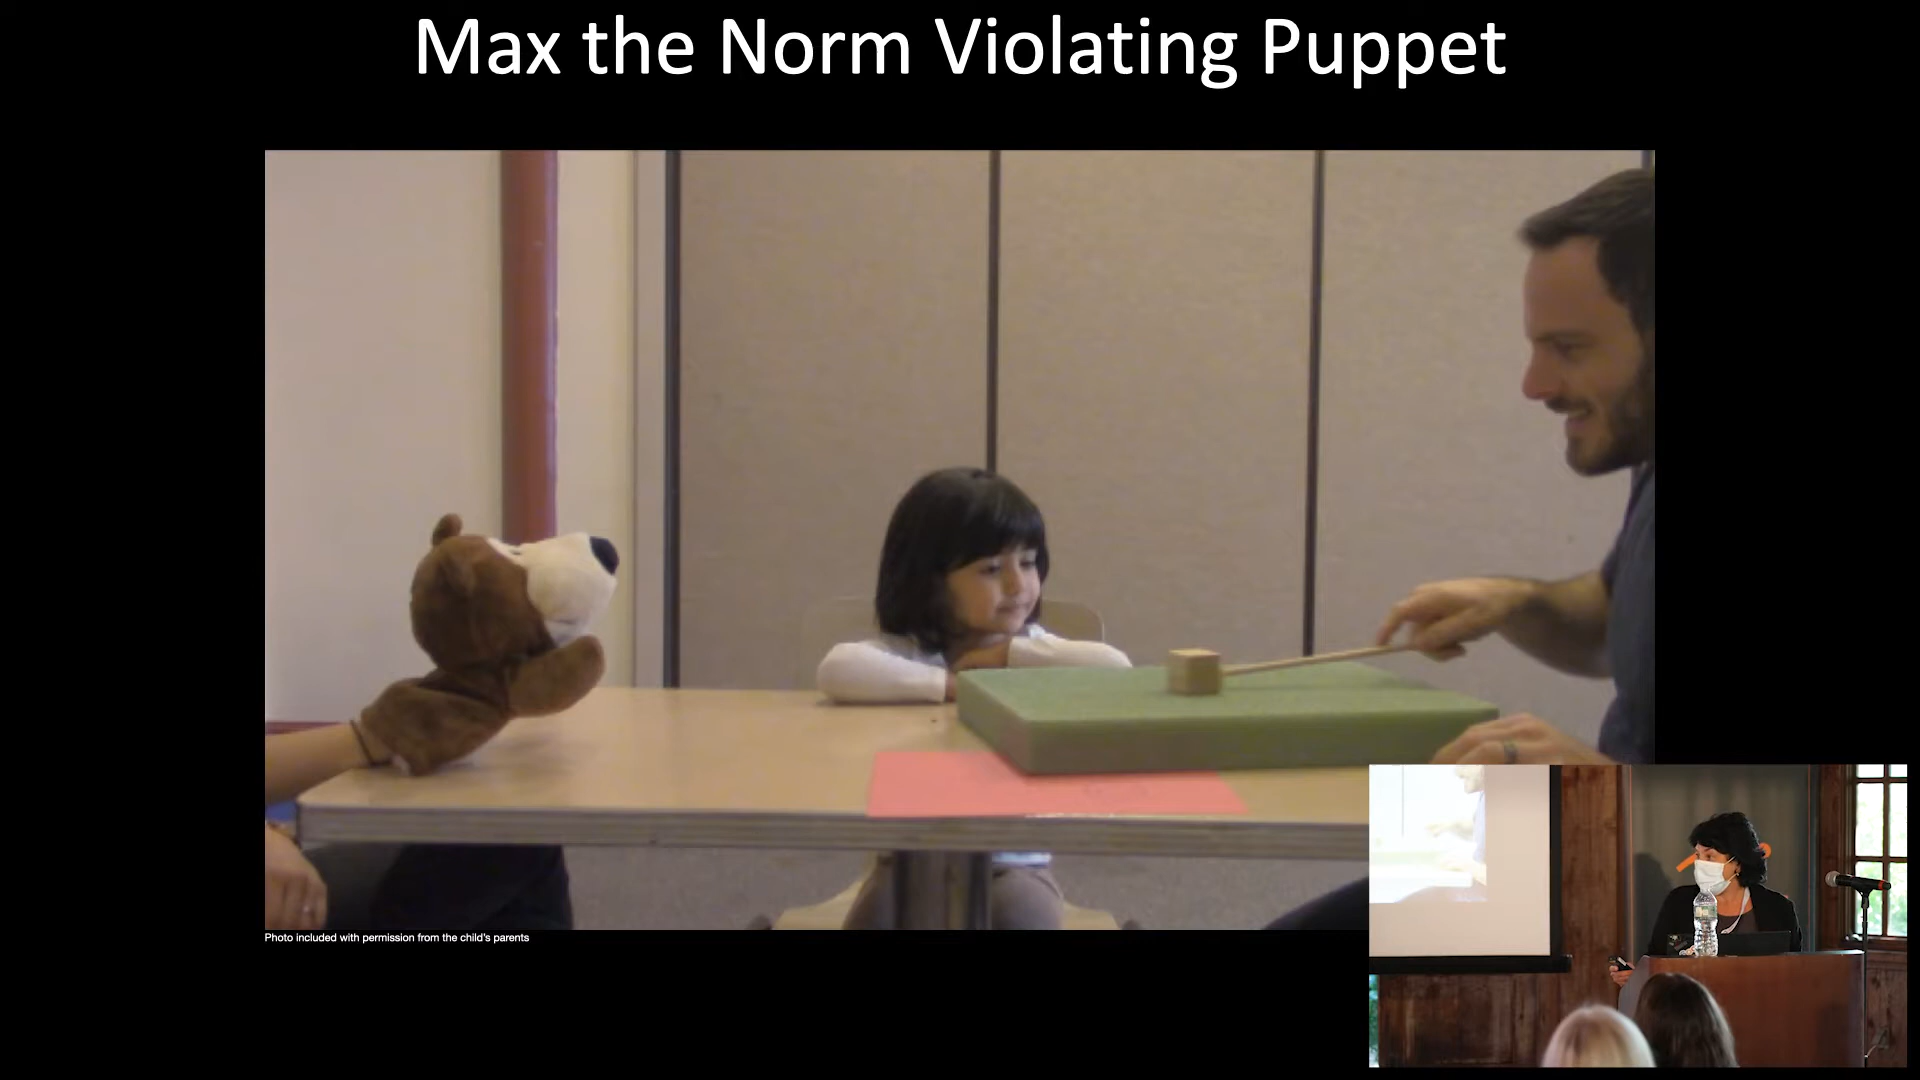 Max the Norm Violating Puppet
Photo included with permission from the child's parents